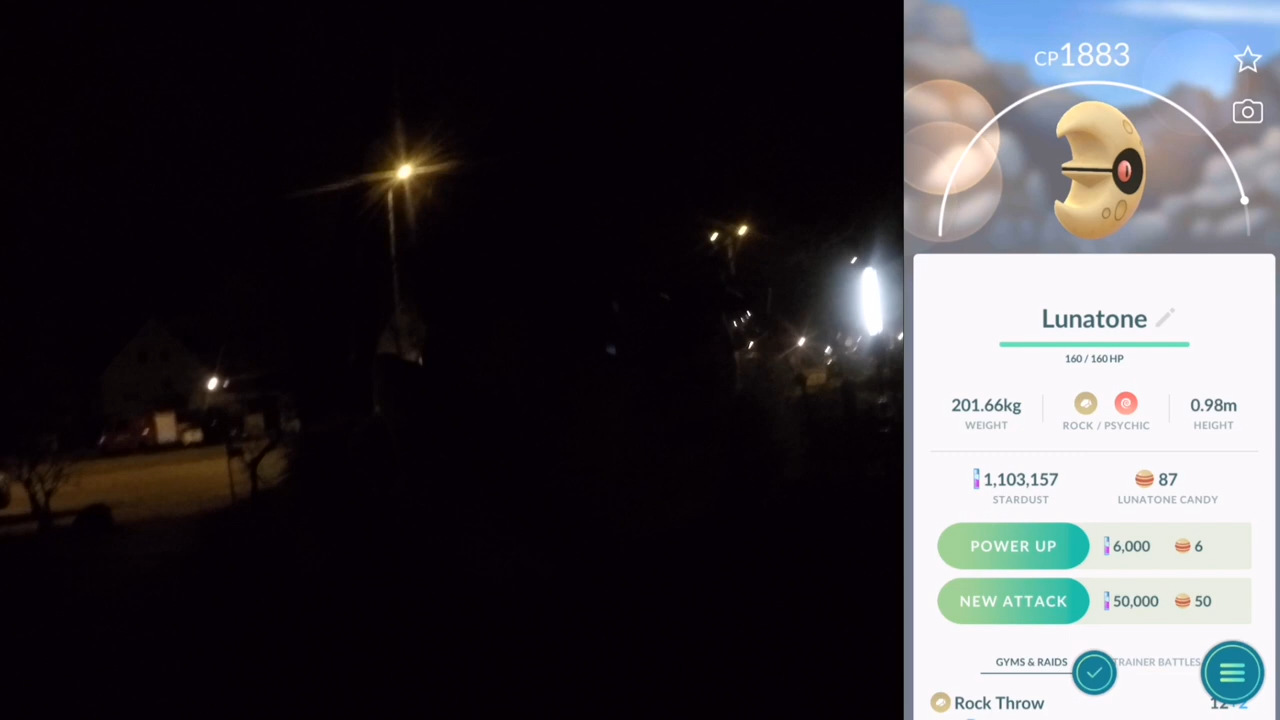 CP1883
Lunatone
160 / 160 HP
201.66kg
WEIGHT
ROCK / PSYCHIC
0.98m
HEIGHT
1,103,157
STARDUST
87
LUNATONE CANDY
POWER UP
6,000
6
NEW ATTACK
50,000
50
GYMS & RAIDS
TRAINER BATTLES
Rock Throw